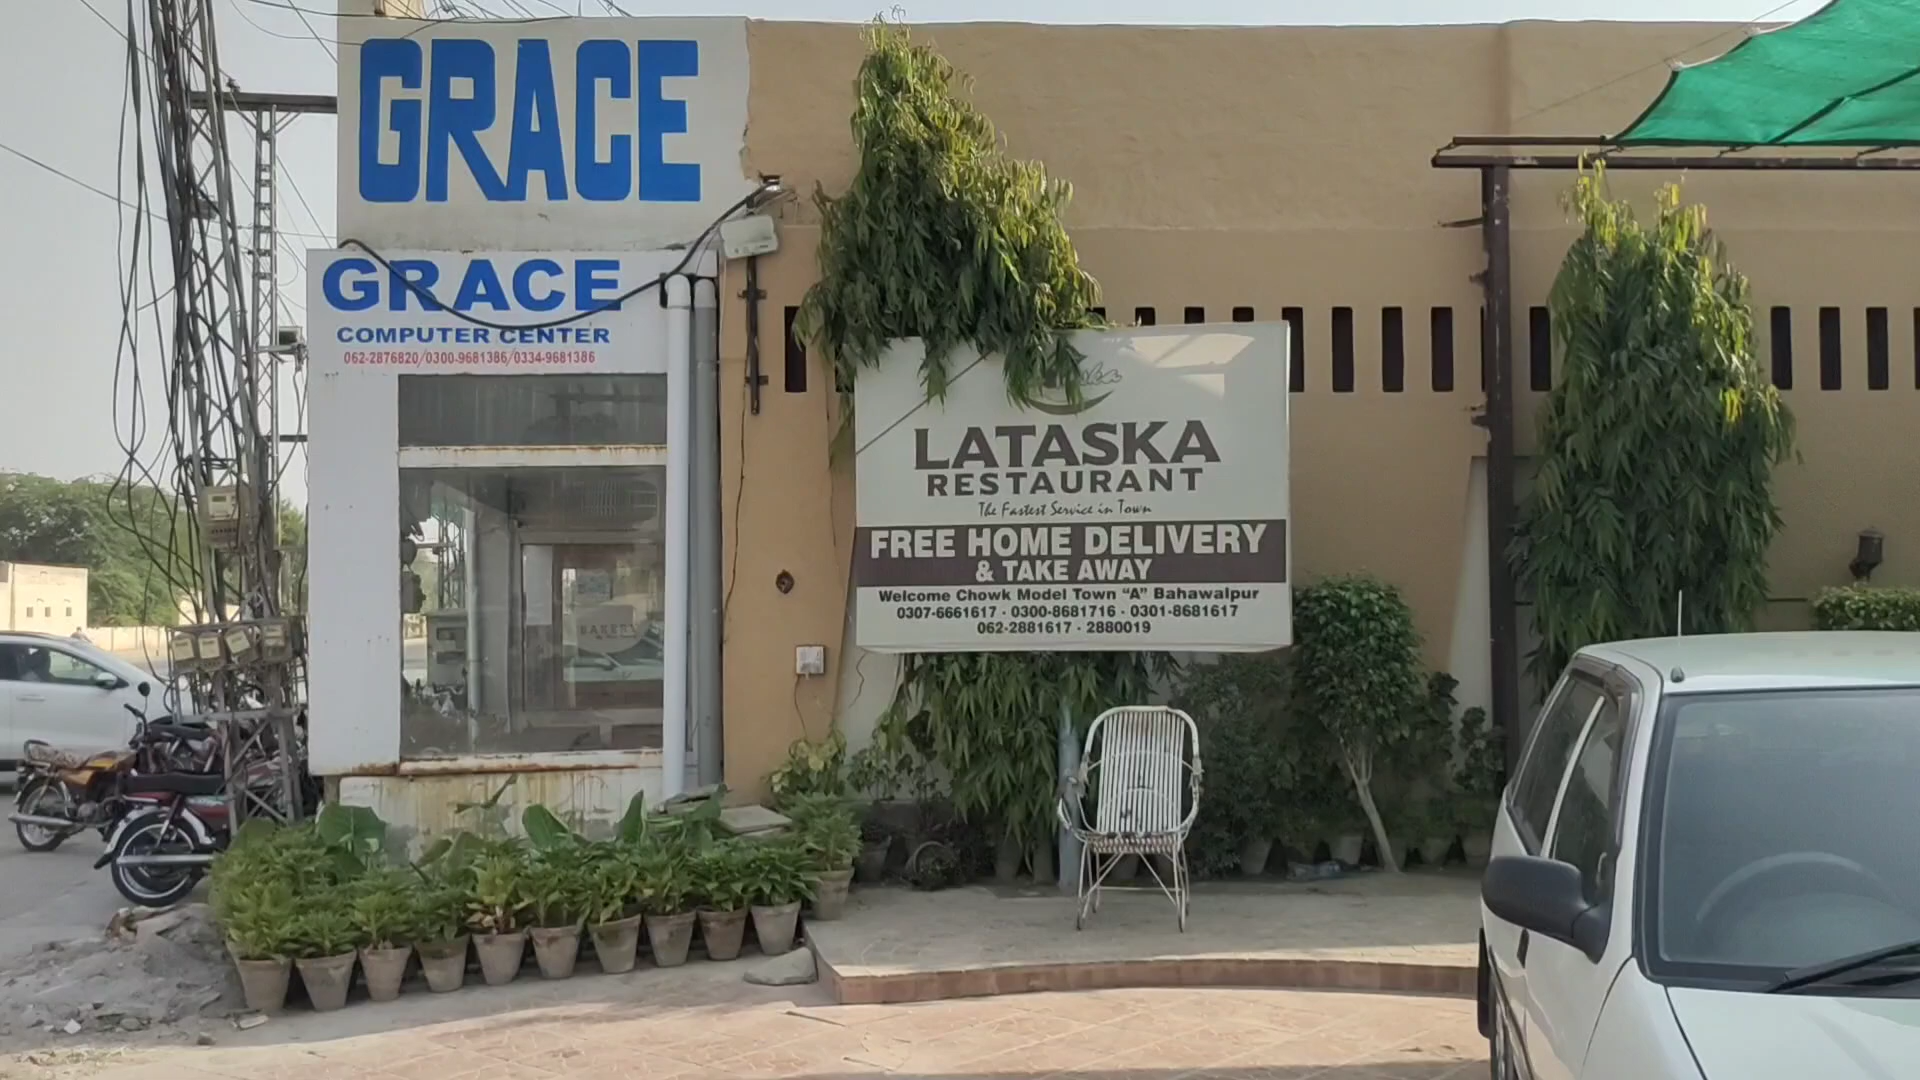 GRACE
GRACE
COMPUTER CENTER
062-2876820/0300-9681386/0334-9681386
LATASKA
RESTAURANT
The Fastest Service in Town
FREE HOME DELIVERY
& TAKE AWAY
Welcome Chowk Model Town "A" Bahawalpur
0307-6661617 - 0300-8681716 - 0301-8681617
062-2881617 - 2880019
BAKERY